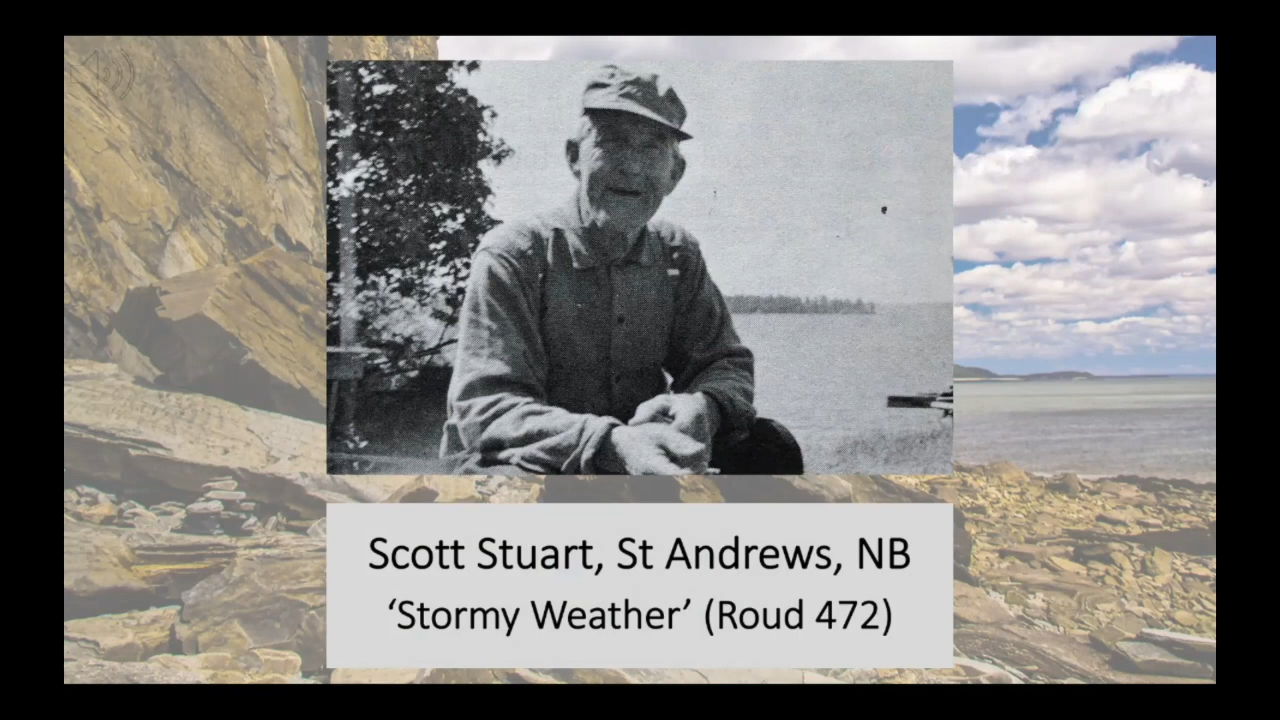 Scott Stuart, St Andrews, NB
‘Stormy Weather’ (Roud 472)